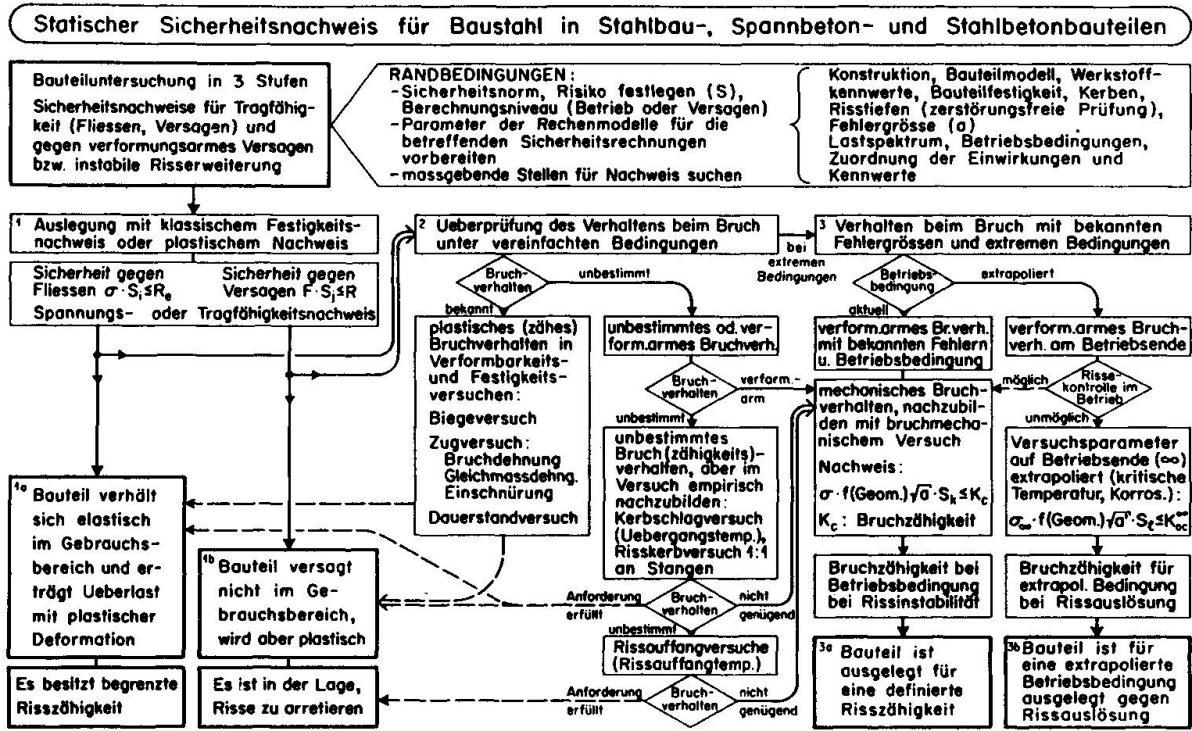 Statischer Sicherheitsnachweis für Baustahl in Stahlbau-, Spannbeton- und Stahlbetonbauteilen
Bauteiluntersuchung in 3 Stufen
Sicherheitsnachweise für Tragfähig-
keit (Fliessen, Versagen) und
gegen verformungsarmes Versagen
bzw. instabile Risserweiterung
RANDBEDINGUNGEN:
-Sicherheitsnorm, Risiko festlegen (S),
Berechnungsniveau (Betrieb oder Versagen)
-Parameter der Rechenmodelle für die
betreffenden Sicherheitsrechnungen
vorbereiten
-massgebende Stellen für Nachweis suchen
Konstruktion, Bauteilmodell, Werkstoff-
kennwerte, Bauteilfestigkeit, Kerben,
Risstiefen (zerstörungsfreie Prüfung),
Fehlergrösse (a)
Lastspektrum, Betriebsbedingungen,
Zuordnung der Einwirkungen und
Kennwerte
1 Auslegung mit klassischem Festigkeits-
nachweis oder plastischem Nachweis
Sicherheit gegen
Fliessen σ·Si≤Re
Sicherheit gegen
Versagen F·Sj≤R
Spannungs- oder Tragfähigkeitsnachweis
2 Ueberprüfung des Verhaltens beim Bruch
unter vereinfachten Bedingungen
bei
extremen
Bedingungen
3 Verhalten beim Bruch mit bekannten
Fehlergrössen und extremen Bedingungen
Bruch-
verhalten
unbestimmt
bekannt
plastisches (zähes)
Bruchverhalten in
Verformbarkeits-
und Festigkeits-
versuchen:
Biegeversuch
Zugversuch:
Bruchdehnung
Gleichmassdehng.
Einschnürung
Dauerstandversuch
unbestimmtes od. ver-
form.armes Bruchverh.
Bruch-
verhalten
verform.-
arm
unbestimmt
unbestimmtes
Bruch(zähigkeits)-
verhalten, aber im
Versuch empirisch
nachzubilden:
Kerbschlagversuch
(Uebergangstemp.),
Risskerbversuch 1:1
an Stangen
Anforderung
erfüllt
Bruch-
verhalten
nicht
genügend
unbestimmt
Rissauffangversuche
(Rissauffangtemp.)
Anforderung
erfüllt
Bruch-
verhalten
nicht
genügend
Betriebs-
bedingung
extrapoliert
aktuell
verform.armes Br.verh.
mit bekannten Fehlern
u. Betriebsbedingung
mechanisches Bruch-
verhalten, nachzubil-
den mit bruchmecha-
nischem Versuch
Nachweis:
σ·f(Geom.)√a·Sk≤Kc
Kc: Bruchzähigkeit
Bruchzähigkeit bei
Betriebsbedingung
bei Rissinstabilität
3a Bauteil ist
ausgelegt für
eine definierte
Risszähigkeit
verform.armes Bruch-
verh. am Betriebsende
möglich
Risse-
kontrolle im
Betrieb
unmöglich
Versuchsparameter
auf Betriebsende (∞)
extrapoliert (kritische
Temperatur, Korros.):
σ∞·f(Geom.)√a·Sℓ≤K∞oc
Bruchzähigkeit für
extrapol. Bedingung
bei Rissauslösung
3b Bauteil ist für
eine extrapolierte
Betriebsbedingung
ausgelegt gegen
Rissauslösung
1a Bauteil verhält
sich elastisch
im Gebrauchs-
bereich und er-
trägt Ueberlast
mit plastischer
Deformation
Es besitzt begrenzte
Risszähigkeit
1b Bauteil versagt
nicht im Ge-
brauchsbereich,
wird aber plastisch
Es ist in der Lage,
Risse zu arretieren